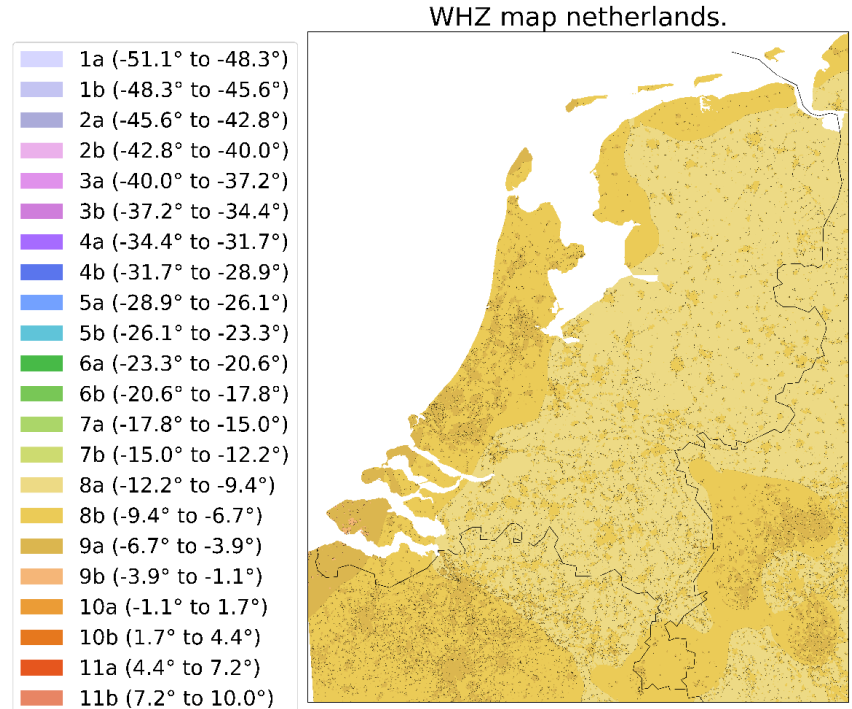 WHZ map netherlands.
1a (-51.1° to -48.3°)
1b (-48.3° to -45.6°)
2a (-45.6° to -42.8°)
2b (-42.8° to -40.0°)
3a (-40.0° to -37.2°)
3b (-37.2° to -34.4°)
4a (-34.4° to -31.7°)
4b (-31.7° to -28.9°)
5a (-28.9° to -26.1°)
5b (-26.1° to -23.3°)
6a (-23.3° to -20.6°)
6b (-20.6° to -17.8°)
7a (-17.8° to -15.0°)
7b (-15.0° to -12.2°)
8a (-12.2° to -9.4°)
8b (-9.4° to -6.7°)
9a (-6.7° to -3.9°)
9b (-3.9° to -1.1°)
10a (-1.1° to 1.7°)
10b (1.7° to 4.4°)
11a (4.4° to 7.2°)
11b (7.2° to 10.0°)